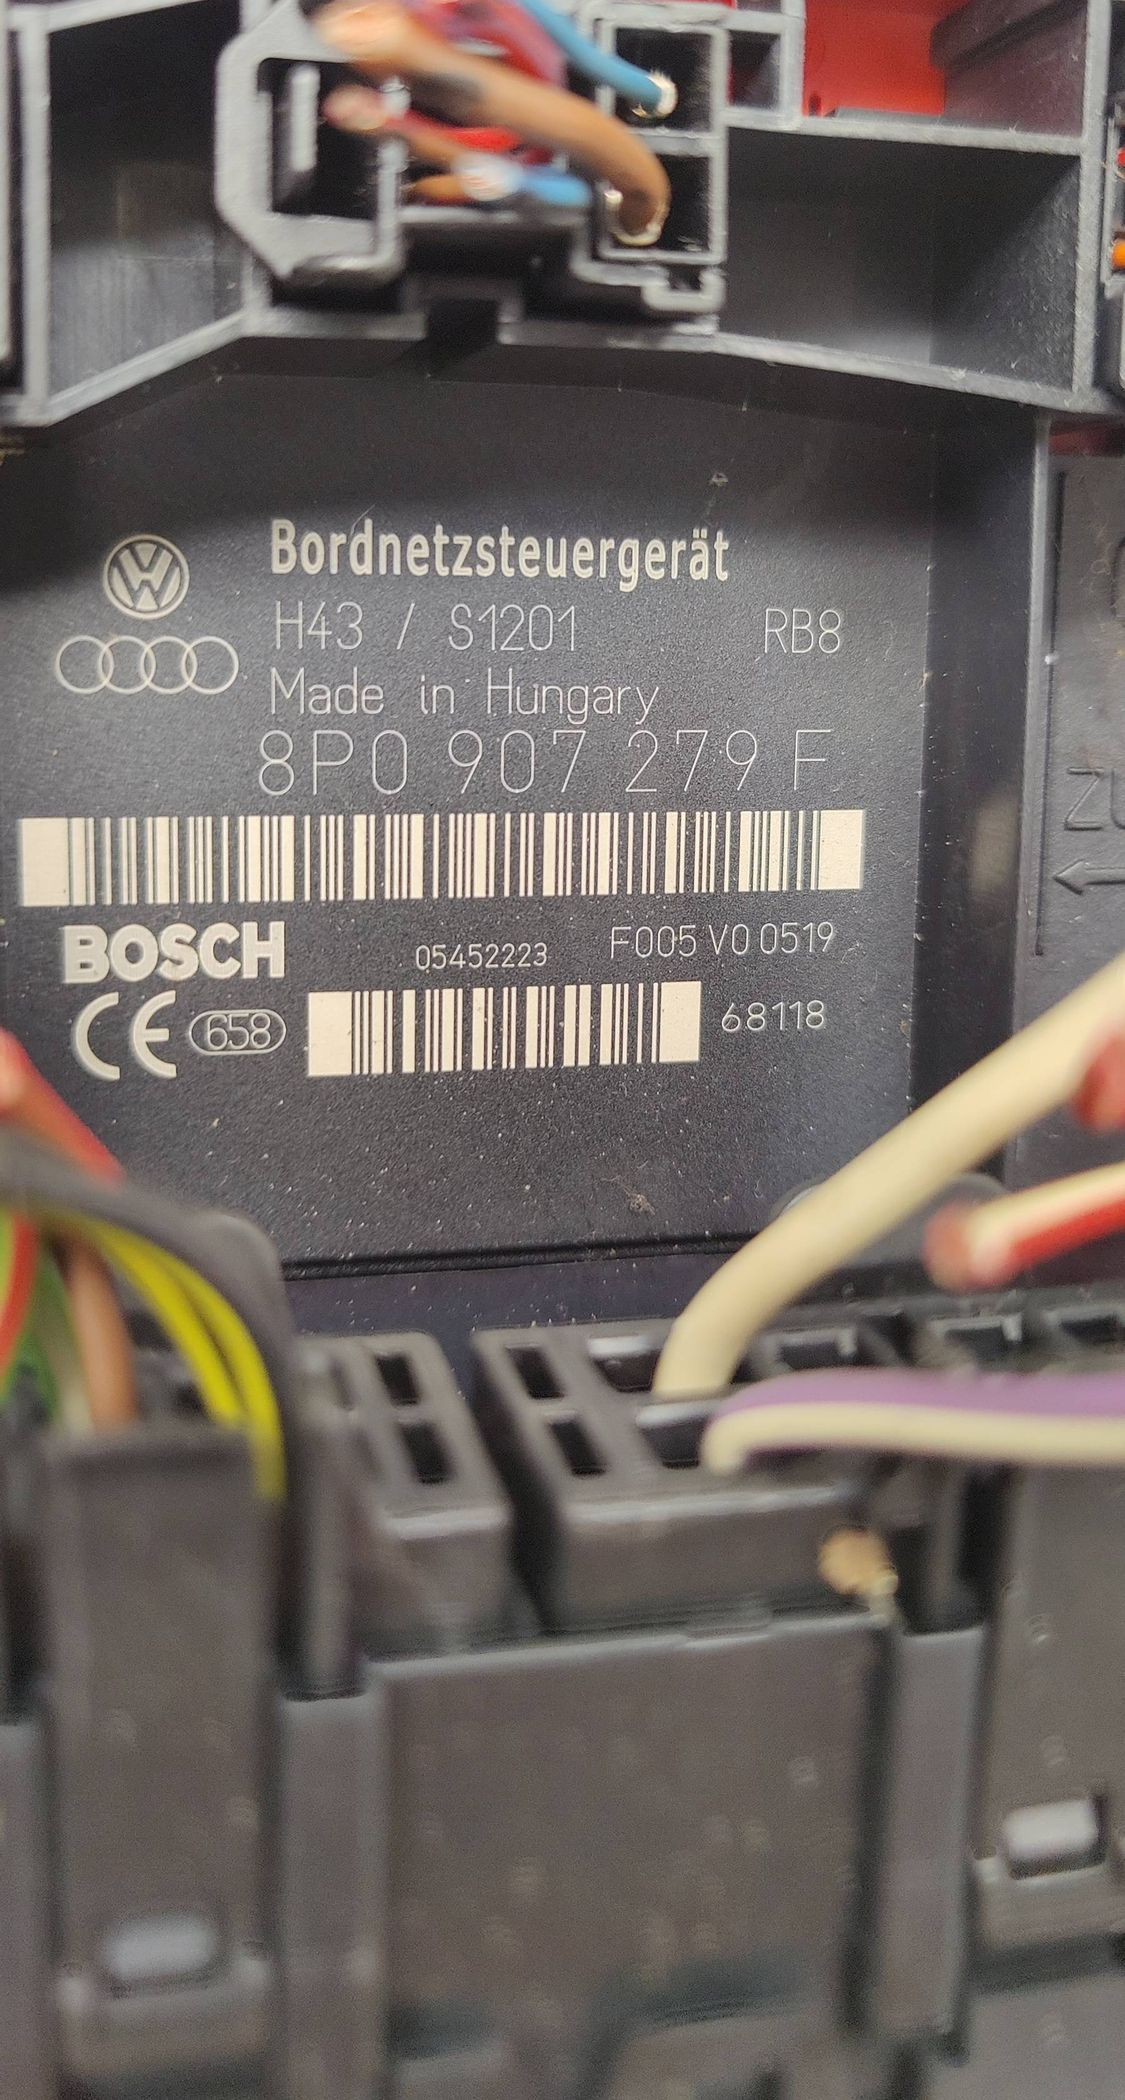 Bordnetzsteuergerät
H43 / S1201 RB8
Made in Hungary
8P0 907 279 F
BOSCH 05452223 F005 V0 0519
CE 658 68118